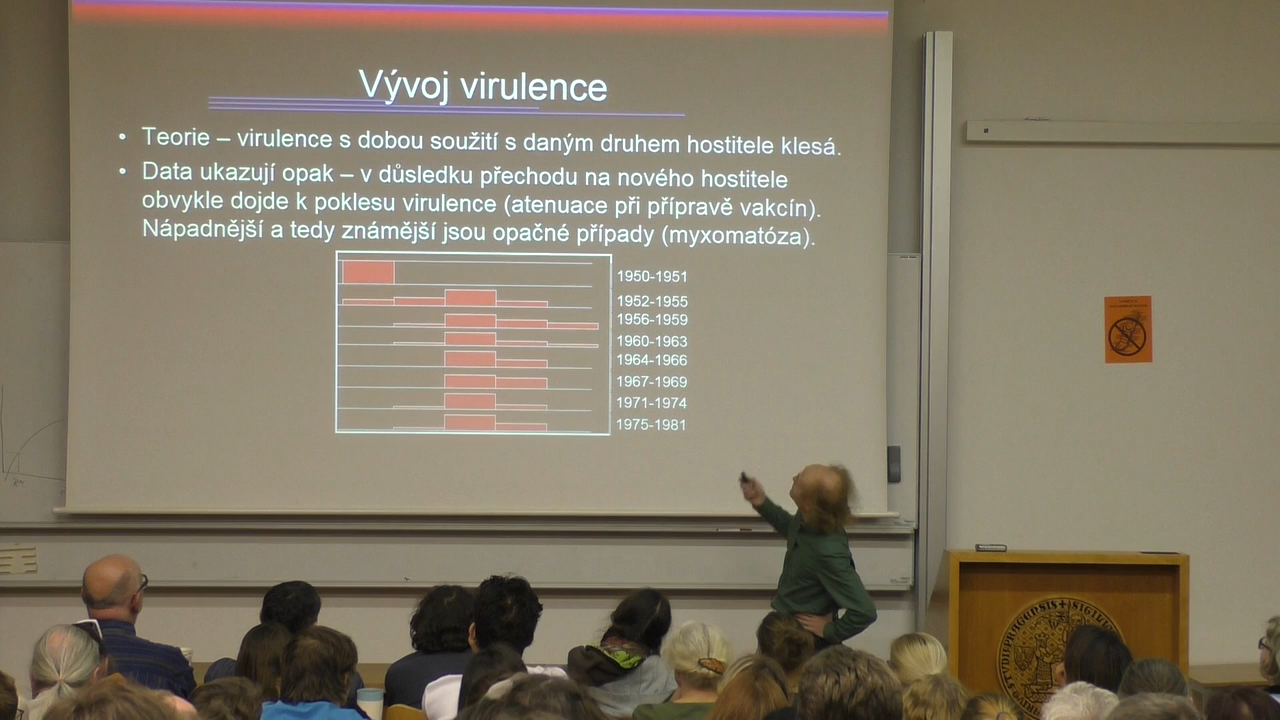 Vývoj virulence
• Teorie – virulence s dobou soužití s daným druhem hostitele klesá.
• Data ukazují opak – v důsledku přechodu na nového hostitele
obvykle dojde k poklesu virulence (atenuace při přípravě vakcín).
Nápadnější a tedy známější jsou opačné případy (myxomatóza).
1950-1951
1952-1955
1956-1959
1960-1963
1964-1966
1967-1969
1971-1974
1975-1981